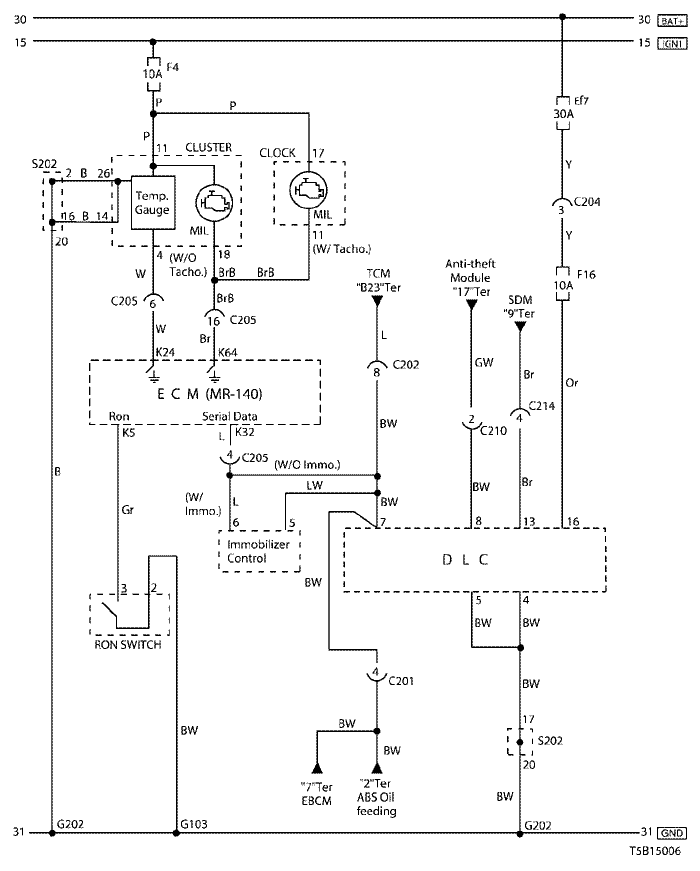 30 30 BAT+
15 15 IGN1
F4
10A
P
P
P
Ef7
30A
Y
C204
3
Y
F16
10A
Or
S202
2 B 26
16 B 14
20
11 CLUSTER
Temp.
Gauge
MIL
CLOCK 17
MIL
11
(W/ Tacho.)
4
(W/O
Tacho.)
18
BrB BrB
W
C205
6
W
BrB
16 C205
Br
K24 K64
E C M (MR-140)
Ron Serial Data
K5 L K32
4 C205
(W/O Immo.)
LW
(W/
Immo.)
L
6 5
Immobilizer
Control
TCM
"B23"Ter
L
C202
8
BW
BW
7
Anti-theft
Module
"17"Ter
GW
2
C210
BW
8
SDM
"9"Ter
Br
C214
4
Br
13
16
D L C
5 4
BW BW
BW
17
S202
20
BW
B
Gr
3 2
RON SWITCH
BW
BW
4
C201
BW
BW
"7"Ter
EBCM
"2"Ter
ABS Oil
feeding
31 G202 G103 G202 31 GND
TSB15006